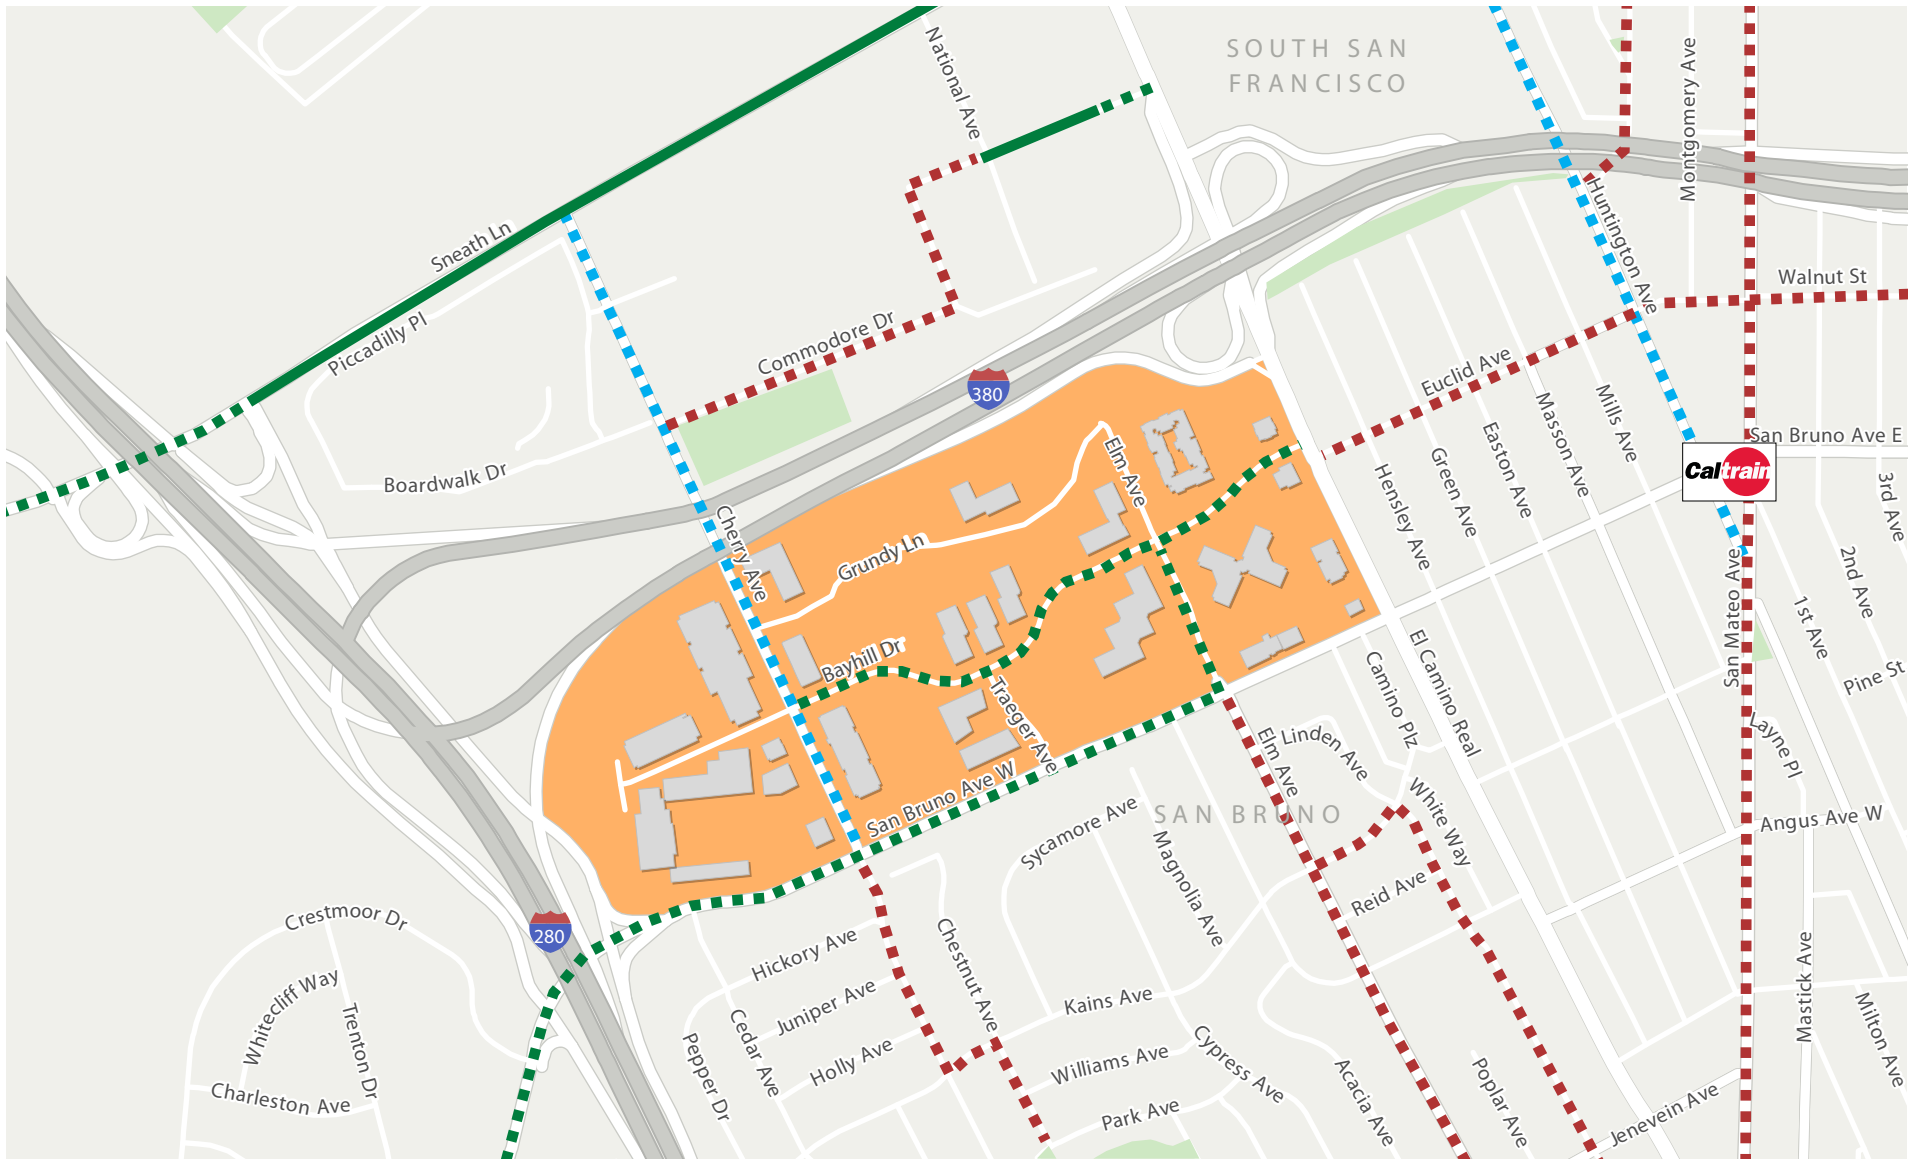 National Ave
SOUTH SAN
FRANCISCO
Montgomery Ave
Huntington Ave
Sneath Ln
Walnut St
Piccadilly Pl
Commodore Dr
380
Euclid Ave
Mills Ave
Masson Ave
Easton Ave
Green Ave
Hensley Ave
San Bruno Ave E
Caltrain
3rd Ave
Boardwalk Dr
Elm Ave
Cherry Ave
Grundy Ln
2nd Ave
1st Ave
San Mateo Ave
Bayhill Dr
Traeger Ave
Camino Plz
El Camino Real
Pine St
Layne Pl
Elm Ave
Linden Ave
San Bruno Ave W
SAN BRUNO
White Way
Angus Ave W
Sycamore Ave
Magnolia Ave
Reid Ave
Crestmoor Dr
280
Hickory Ave
Chestnut Ave
Mastick Ave
Whitecliff Way
Trenton Dr
Juniper Ave
Kains Ave
Milton Ave
Cedar Ave
Pepper Dr
Holly Ave
Williams Ave
Cypress Ave
Acacia Ave
Poplar Ave
Charleston Ave
Park Ave
Jenevein Ave